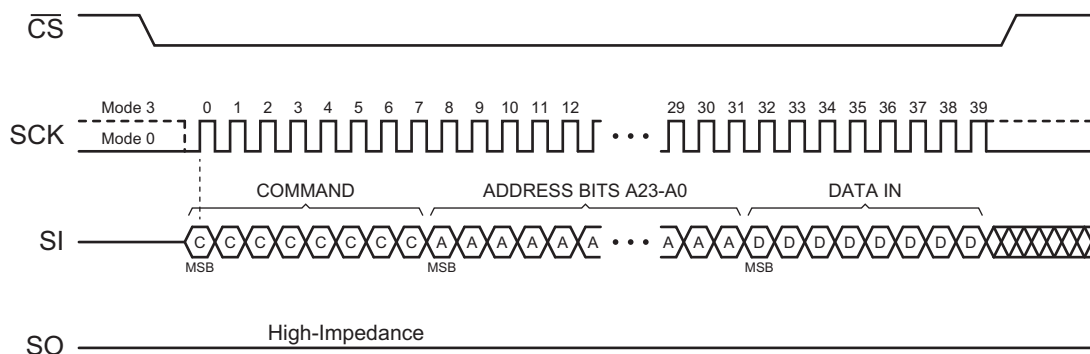 CS
Mode 3
0 1 2 3 4 5 6 7 8 9 10 11 12 29 30 31 32 33 34 35 36 37 38 39
SCK
Mode 0
COMMAND ADDRESS BITS A23-A0 DATA IN
SI C C C C C C C C A A A A A A • • • A A A D D D D D D D D
MSB MSB MSB
High-Impedance
SO